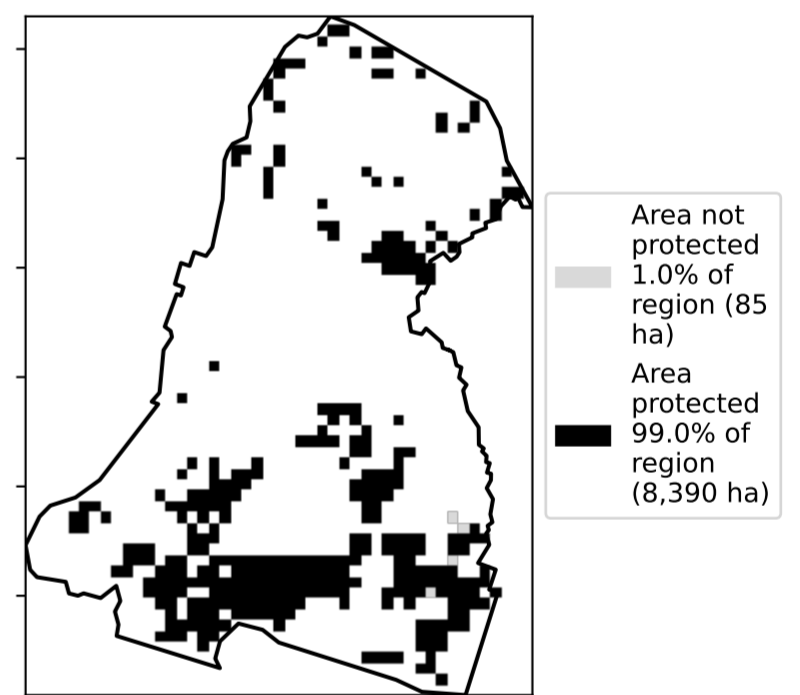 Area not
protected
1.0% of
region (85
ha)
Area
protected
99.0% of
region
(8,390 ha)